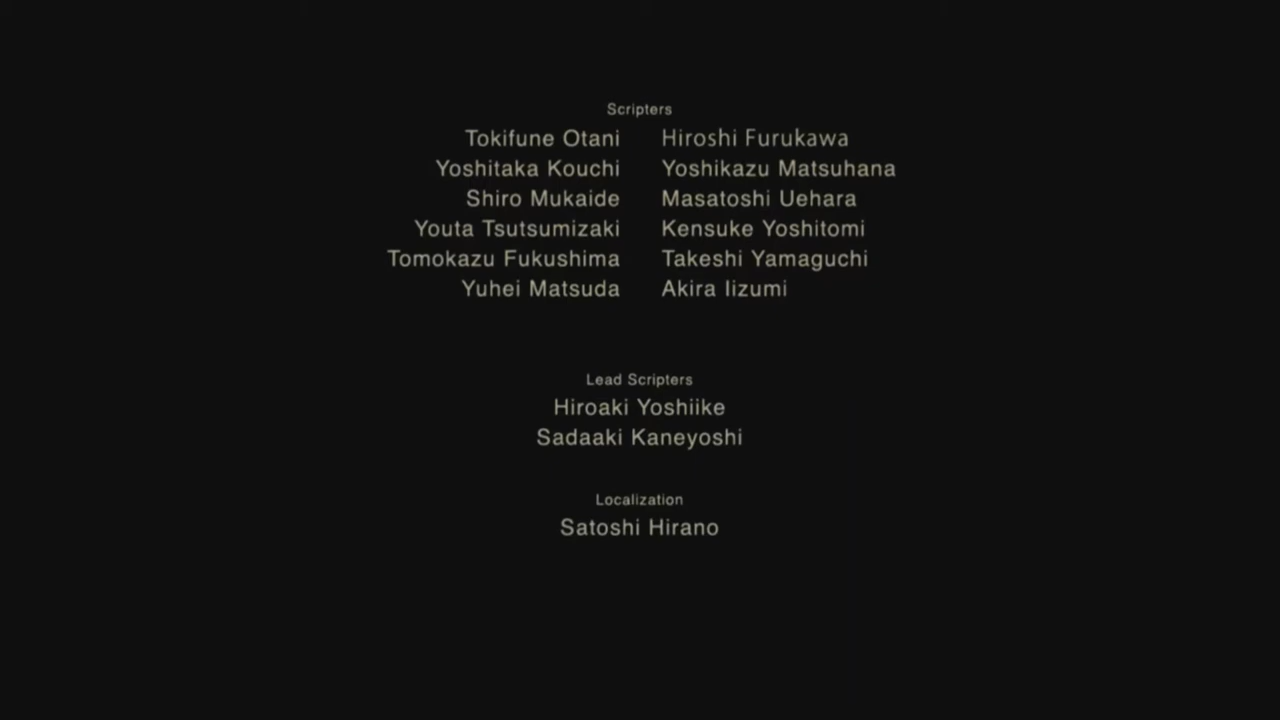 Scripters
Tokifune Otani Hiroshi Furukawa
Yoshitaka Kouchi Yoshikazu Matsuhana
Shiro Mukaide Masatoshi Uehara
Youta Tsutsumizaki Kensuke Yoshitomi
Tomokazu Fukushima Takeshi Yamaguchi
Yuhei Matsuda Akira Iizumi
Lead Scripters
Hiroaki Yoshiike
Sadaaki Kaneyoshi
Localization
Satoshi Hirano